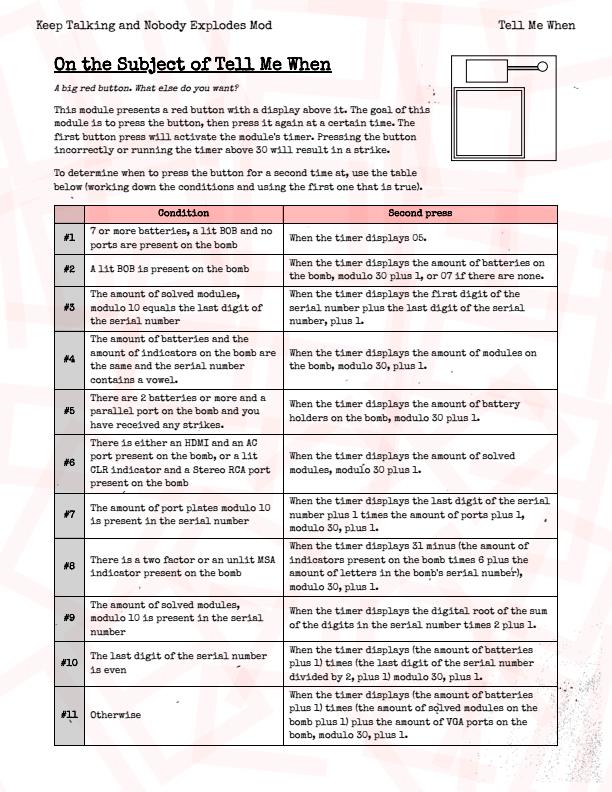 Keep Talking and Nobody Explodes Mod
Tell Me When
On the Subject of Tell Me When
A big red button. What else do you want?
This module presents a red button with a display above it. The goal of this
module is to press the button, then press it again at a certain time. The
first button press will activate the module's timer. Pressing the button
incorrectly or running the timer above 30 will result in a strike.
To determine when to press the button for a second time at, use the table
below (working down the conditions and using the first one that is true).
Condition
Second press
#1
7 or more batteries, a lit BOB and no
ports are present on the bomb
When the timer displays 05.
#2
A lit BOB is present on the bomb
When the timer displays the amount of batteries on
the bomb, modulo 30 plus 1, or 07 if there are none.
#3
The amount of solved modules,
modulo 10 equals the last digit of
the serial number
When the timer displays the first digit of the
serial number plus the last digit of the serial
number, plus 1.
#4
The amount of batteries and the
amount of indicators on the bomb are
the same and the serial number
contains a vowel.
When the timer displays the amount of modules on
the bomb, modulo 30, plus 1.
#5
There are 2 batteries or more and a
parallel port on the bomb and you
have received any strikes.
When the timer displays the amount of battery
holders on the bomb, modulo 30 plus 1.
#6
There is either an HDMI and an AC
port present on the bomb, or a lit
CLR indicator and a Stereo RCA port
present on the bomb
When the timer displays the amount of solved
modules, modulo 30 plus 1.
#7
The amount of port plates modulo 10
is present in the serial number
When the timer displays the last digit of the serial
number plus 1 times the amount of ports plus 1,
modulo 30, plus 1.
#8
There is a two factor or an unlit MSA
indicator present on the bomb
When the timer displays 31 minus (the amount of
indicators present on the bomb times 6 plus the
amount of letters in the bomb's serial number),
modulo 30, plus 1.
#9
The amount of solved modules,
modulo 10 is present in the serial
number
When the timer displays the digital root of the sum
of the digits in the serial number times 2 plus 1.
#10
The last digit of the serial number
is even
When the timer displays (the amount of batteries
plus 1) times (the last digit of the serial number
divided by 2, plus 1) modulo 30, plus 1.
#11
Otherwise
When the timer displays (the amount of batteries
plus 1) times (the amount of solved modules on the
bomb plus 1) plus the amount of VGA ports on the
bomb, modulo 30, plus 1.